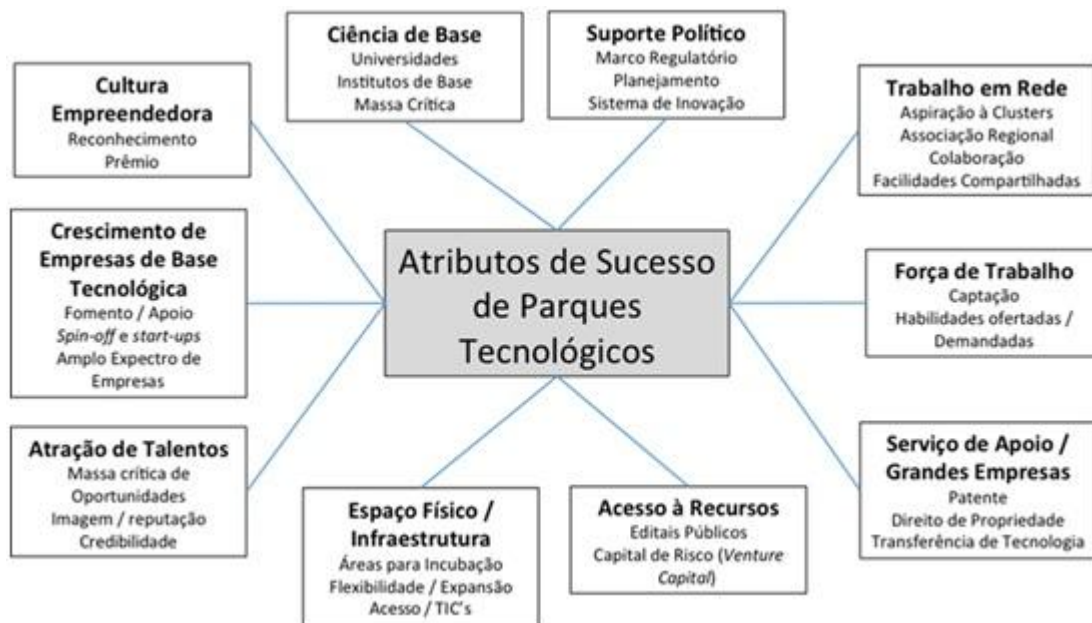 Ciência de Base
Universidades
Institutos de Base
Massa Crítica
Suporte Político
Marco Regulatório
Planejamento
Sistema de Inovação
Cultura
Empreendedora
Reconhecimento
Prêmio
Trabalho em Rede
Aspiração à Clusters
Associação Regional
Colaboração
Facilidades Compartilhadas
Crescimento de
Empresas de Base
Tecnológica
Fomento / Apoio
Spin-off e start-ups
Amplo Expectro de
Empresas
Atributos de Sucesso
de Parques
Tecnológicos
Força de Trabalho
Captação
Habilidades ofertadas /
Demandadas
Atração de Talentos
Massa crítica de
Oportunidades
Imagem / reputação
Credibilidade
Espaço Físico /
Infraestrutura
Áreas para Incubação
Flexibilidade / Expansão
Acesso / TIC's
Acesso à Recursos
Editais Públicos
Capital de Risco (Venture
Capital)
Serviço de Apoio /
Grandes Empresas
Patente
Direito de Propriedade
Transferência de Tecnologia